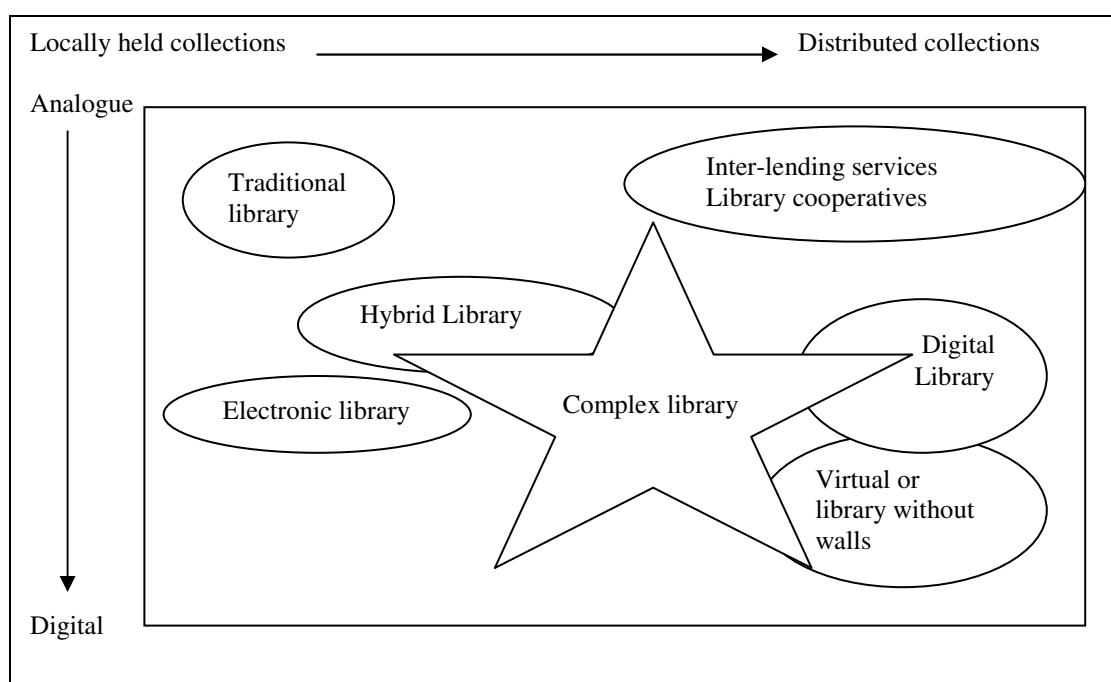 Locally held collections
Distributed collections
Analogue
Traditional
library
Inter-lending services
Library cooperatives
Hybrid Library
Digital
Library
Electronic library
Complex library
Virtual or
library without
walls
Digital